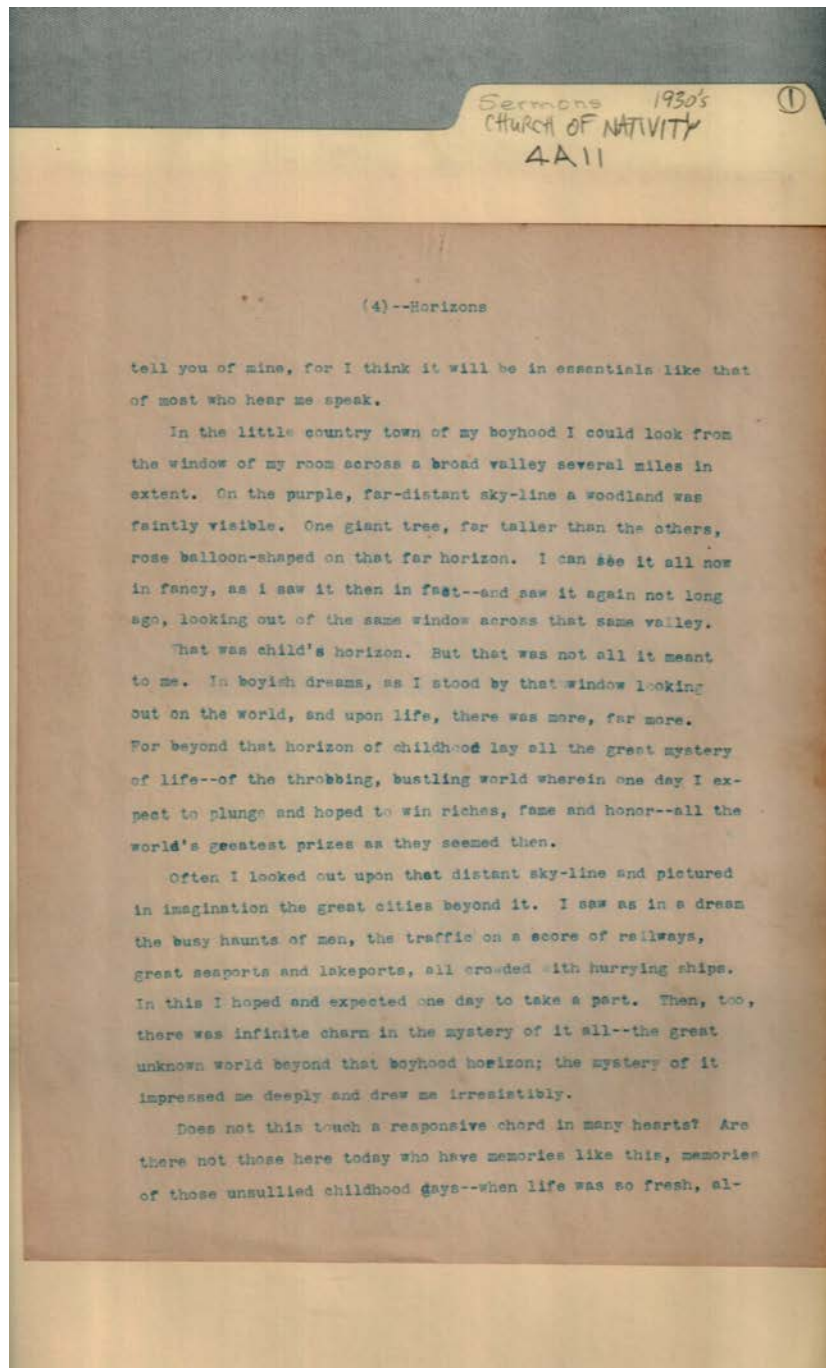 Sermons 1930's ①
CHURCH OF NATIVITY
4A11
(4)--Horizons
tell you of mine, for I think it will be in essentials like that
of most who hear me speak.
In the little country town of my boyhood I could look from
the window of my room across a broad valley several miles in
extent. On the purple, far-distant sky-line a woodland was
faintly visible. One giant tree, far taller than the others,
rose balloon-shaped on that far horizon. I can see it all now
in fancy, as i saw it then in fact--and saw it again not long
ago, looking out of the same window across that same valley.
That was child's horizon. But that was not all it meant
to me. In boyish dreams, as I stood by that window looking
out on the world, and upon life, there was more, far more.
For beyond that horizon of childhood lay all the great mystery
of life--of the throbbing, bustling world wherein one day I ex-
pect to plunge and hoped to win riches, fame and honor--all the
world's greatest prizes as they seemed then.
Often I looked out upon that distant sky-line and pictured
in imagination the great cities beyond it. I saw as in a dream
the busy haunts of men, the traffic on a score of railways,
great seaports and lakeports, all crowded with hurrying ships.
In this I hoped and expected one day to take a part. Then, too,
there was infinite charm in the mystery of it all--the great
unknown world beyond that boyhood horizon; the mystery of it
impressed me deeply and drew me irresistibly.
Does not this touch a responsive chord in many hearts? Are
there not those here today who have memories like this, memories
of those unsullied childhood days--when life was so fresh, al-